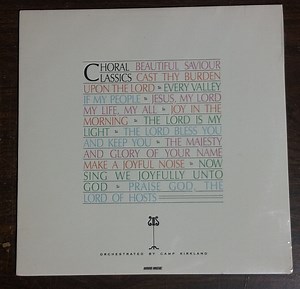 CHORAL BEAUTIFUL SAVIOUR
CLASSICS CAST THY BURDEN
UPON THE LORD EVERY VALLEY
IF MY PEOPLE JESUS, MY LORD
MY LIFE, MY ALL JOY IN THE
MORNING THE LORD IS MY
LIGHT THE LORD BLESS YOU
AND KEEP YOU THE MAJESTY
AND GLORY OF YOUR NAME
MAKE A JOYFUL NOISE NOW
SING WE JOYFULLY UNTO
GOD PRAISE GOD, THE
LORD OF HOSTS
ORCHESTRATED BY CAMP KIRKLAND